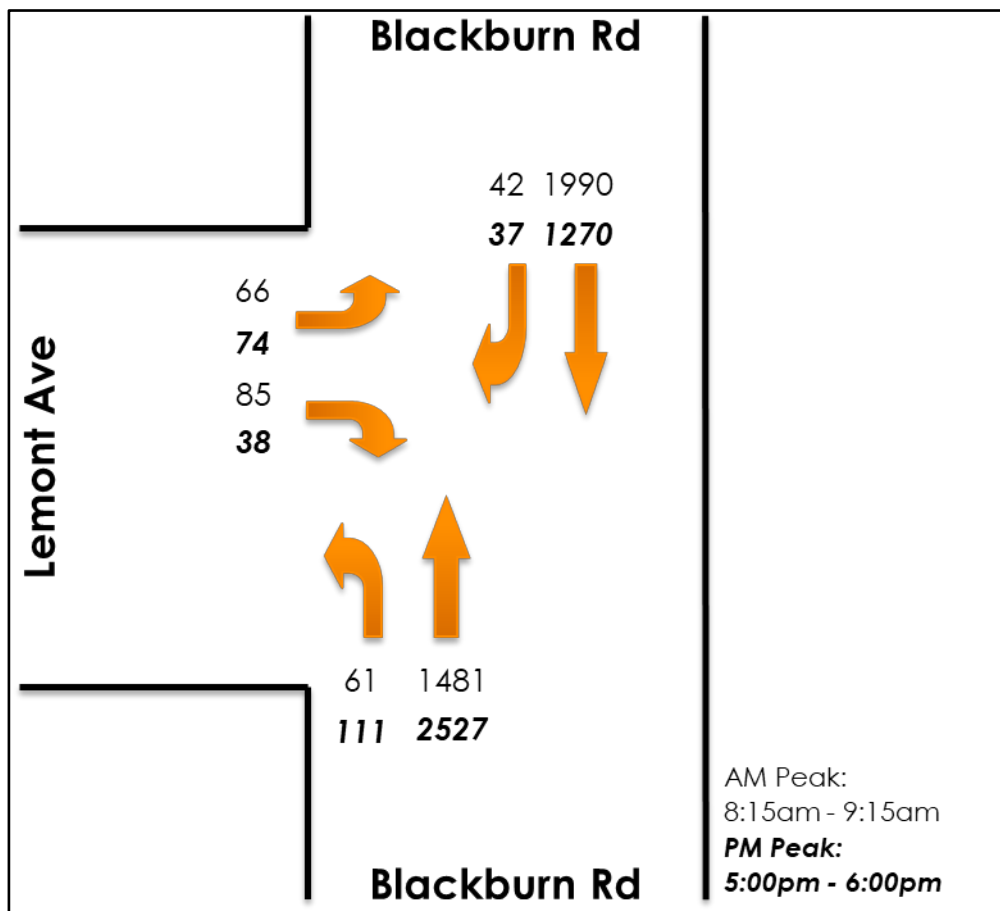 Blackburn Rd
42 1990
37 1270
66
74
85
38
Lemont Ave
61 1481
111 2527
AM Peak:
8:15am - 9:15am
PM Peak:
5:00pm - 6:00pm
Blackburn Rd